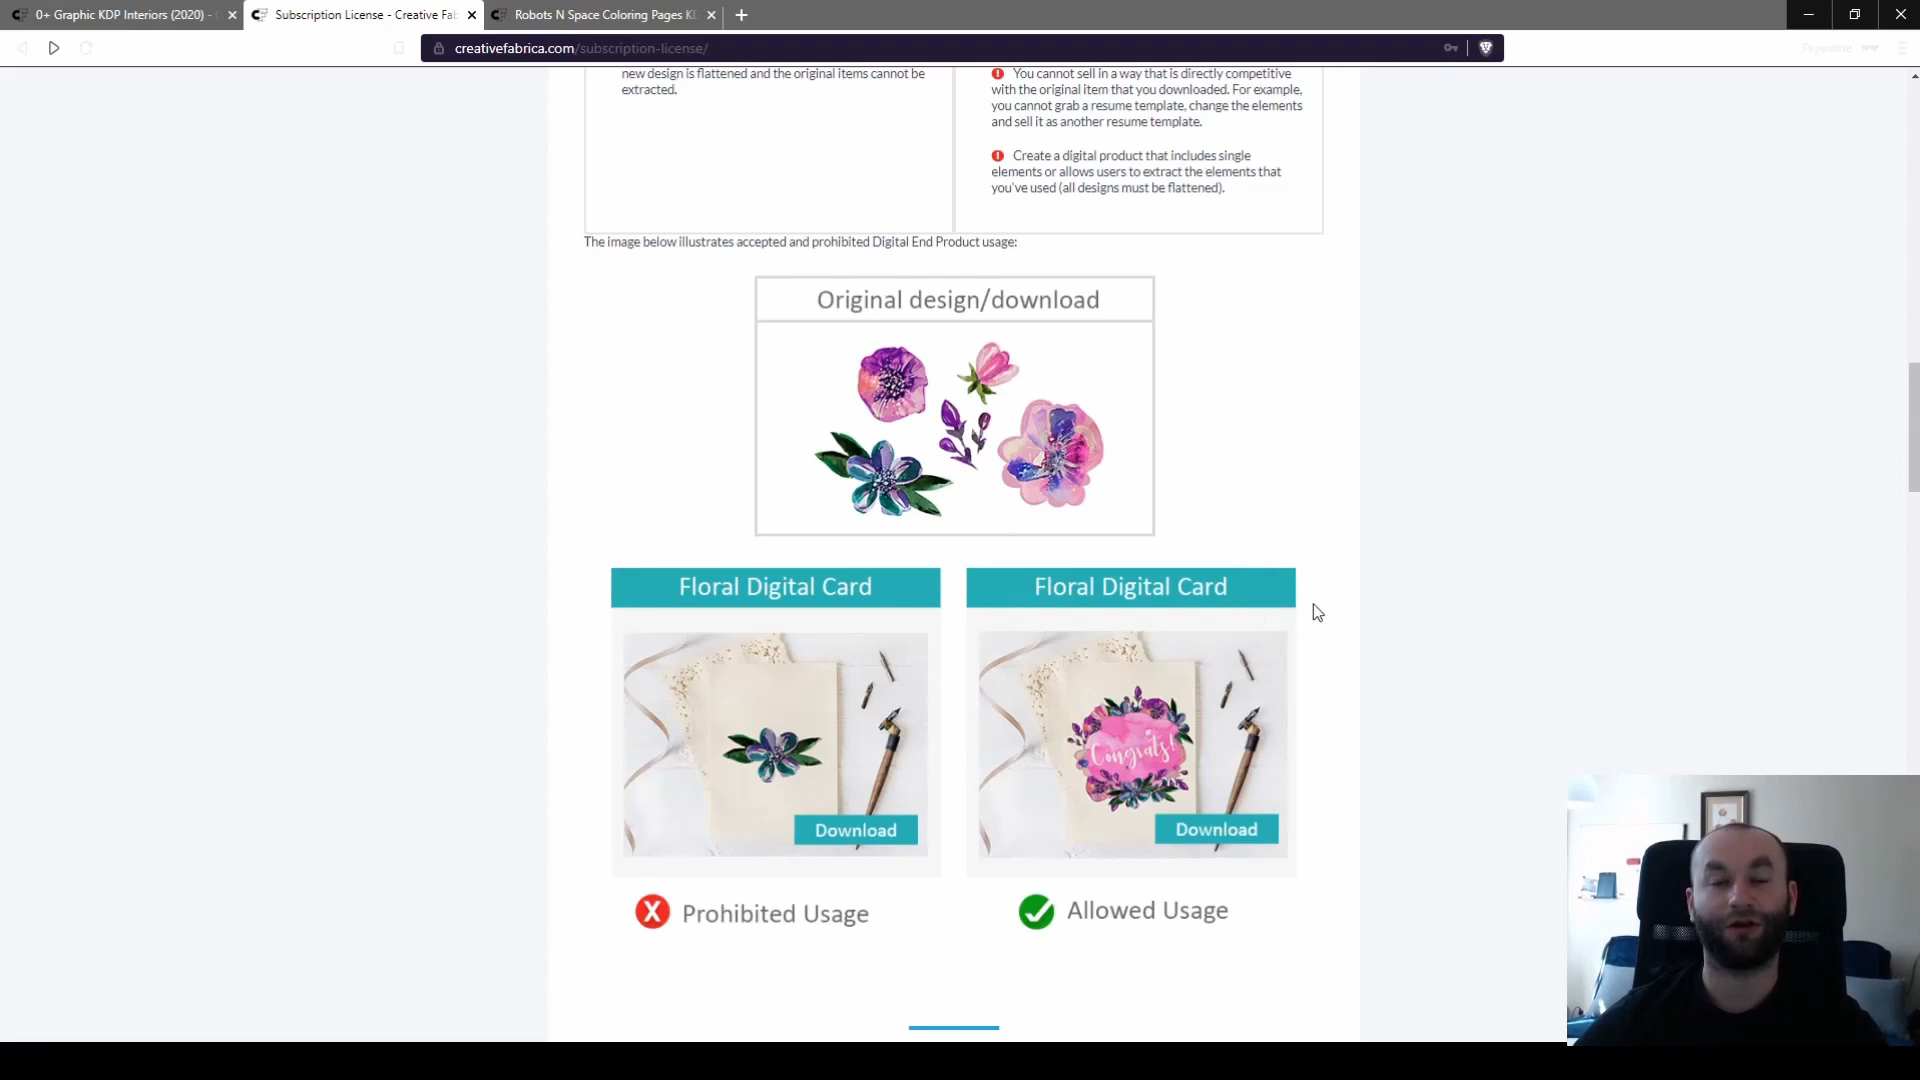 0+ Graphic KDP Interiors (2020) -
Subscription License - Creative Fab
Robots N Space Coloring Pages K
creativefabrica.com/subscription-license/
new design is flattened and the original items cannot be
extracted.
You cannot sell in a way that is directly competitive
with the original item that you downloaded. For example,
you cannot grab a resume template, change the elements
and sell it as another resume template.
Create a digital product that includes single
elements or allows users to extract the elements that
you've used (all designs must be flattened).
The image below illustrates accepted and prohibited Digital End Product usage:
Original design/download
Floral Digital Card
Download
X Prohibited Usage
Floral Digital Card
Congrats!
Download
Allowed Usage